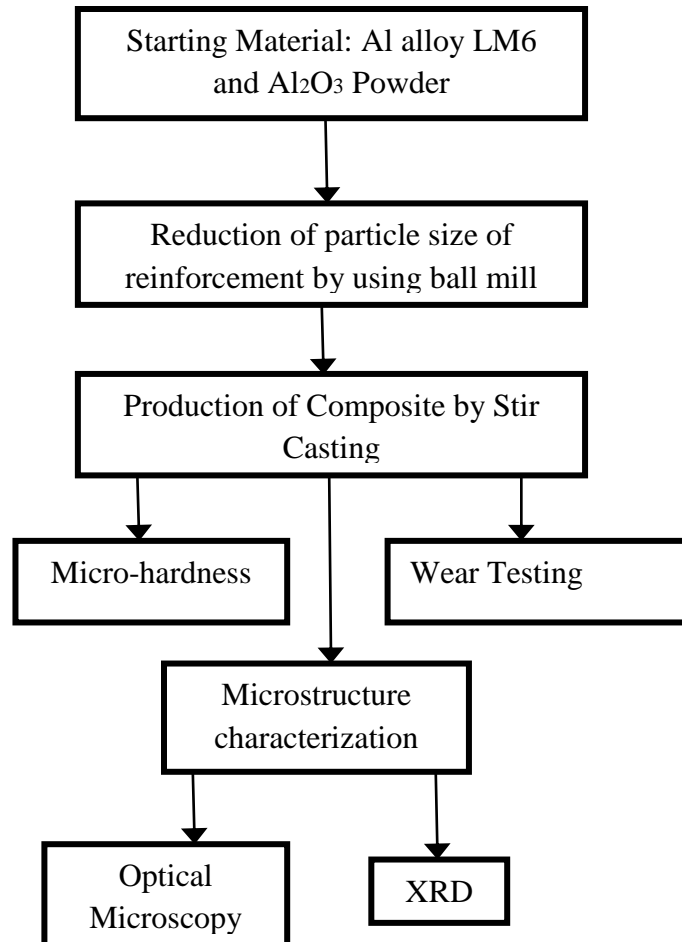 Starting Material: Al alloy LM6
and Al₂O₃ Powder
Reduction of particle size of
reinforcement by using ball mill
Production of Composite by Stir
Casting
Micro-hardness
Wear Testing
Microstructure
characterization
Optical
Microscopy
XRD